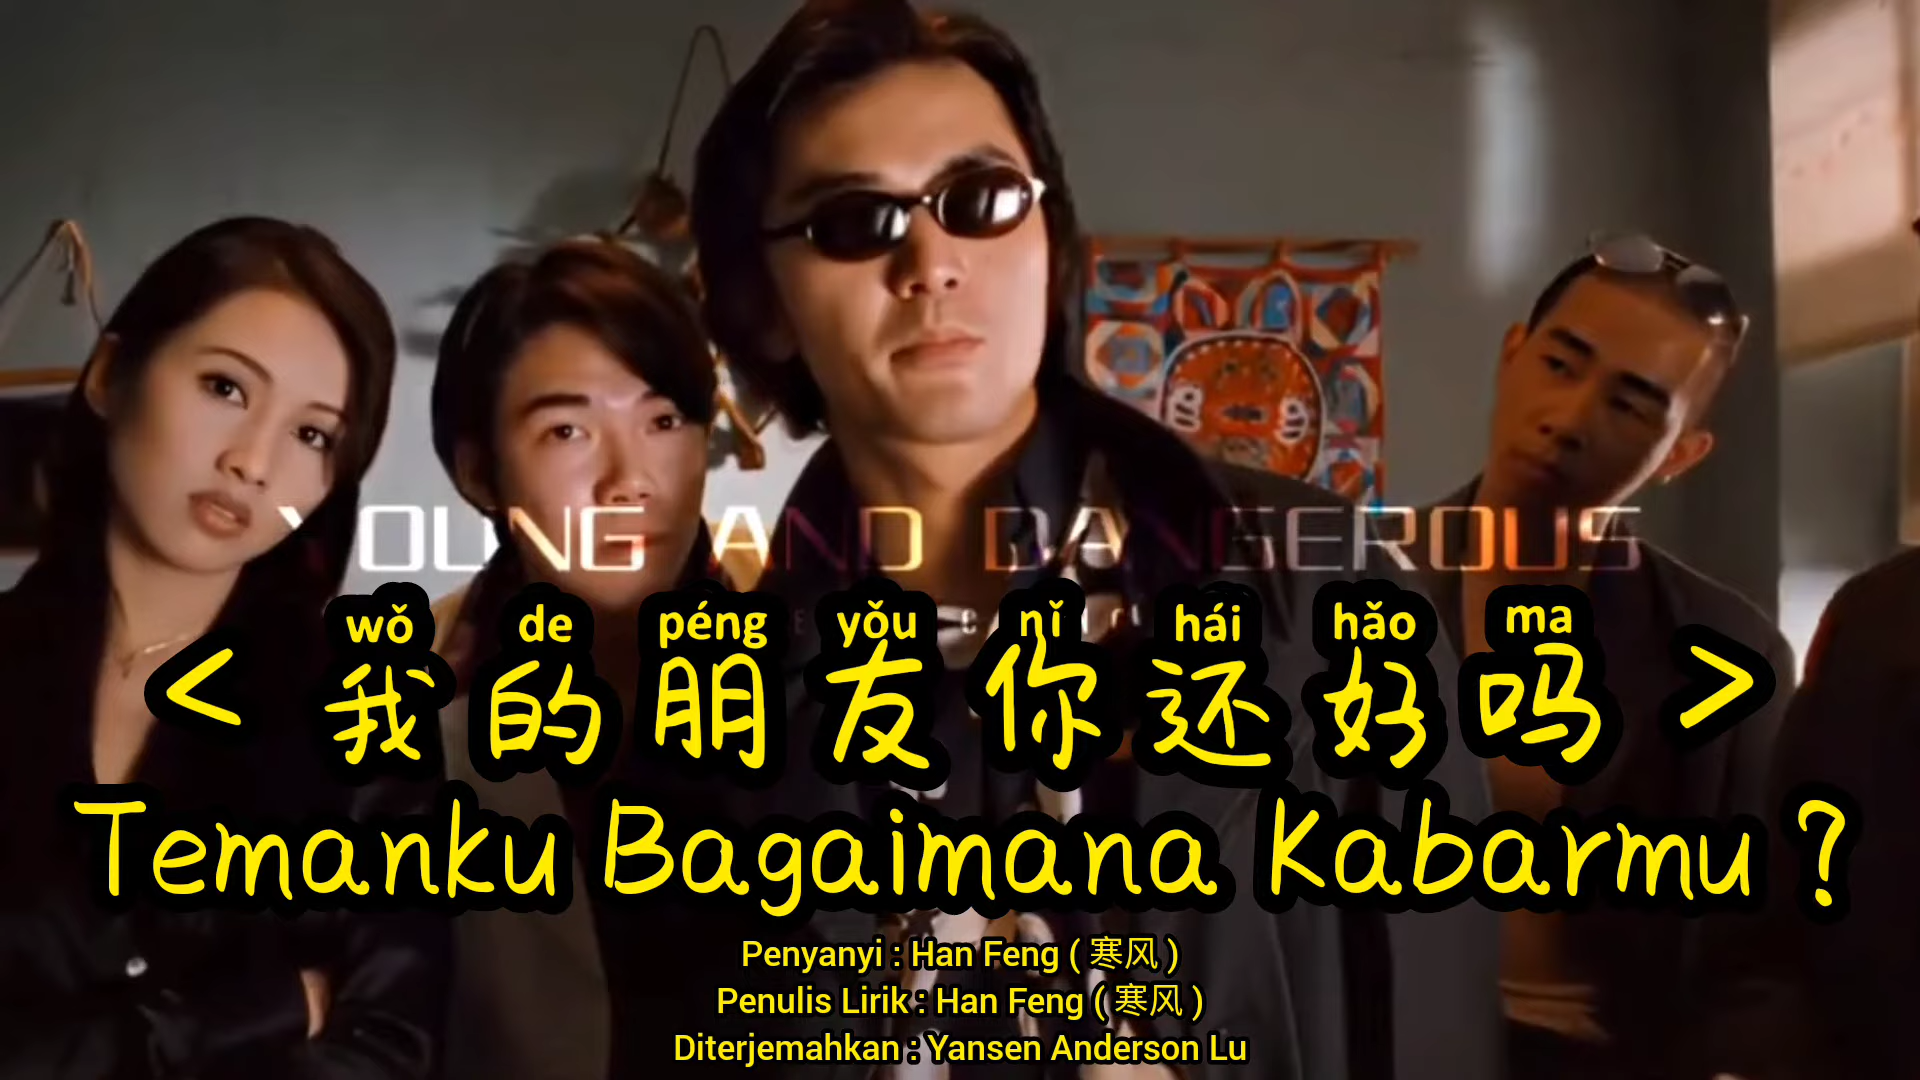 YOUNG AND DANGEROUS
wǒ de péng yǒu nǐ hái hǎo ma
< 我的朋友你还好吗 >
Temanku Bagaimana Kabarmu ?
Penyanyi : Han Feng ( 寒风 )
Penulis Lirik : Han Feng ( 寒风 )
Diterjemahkan : Yansen Anderson Lu